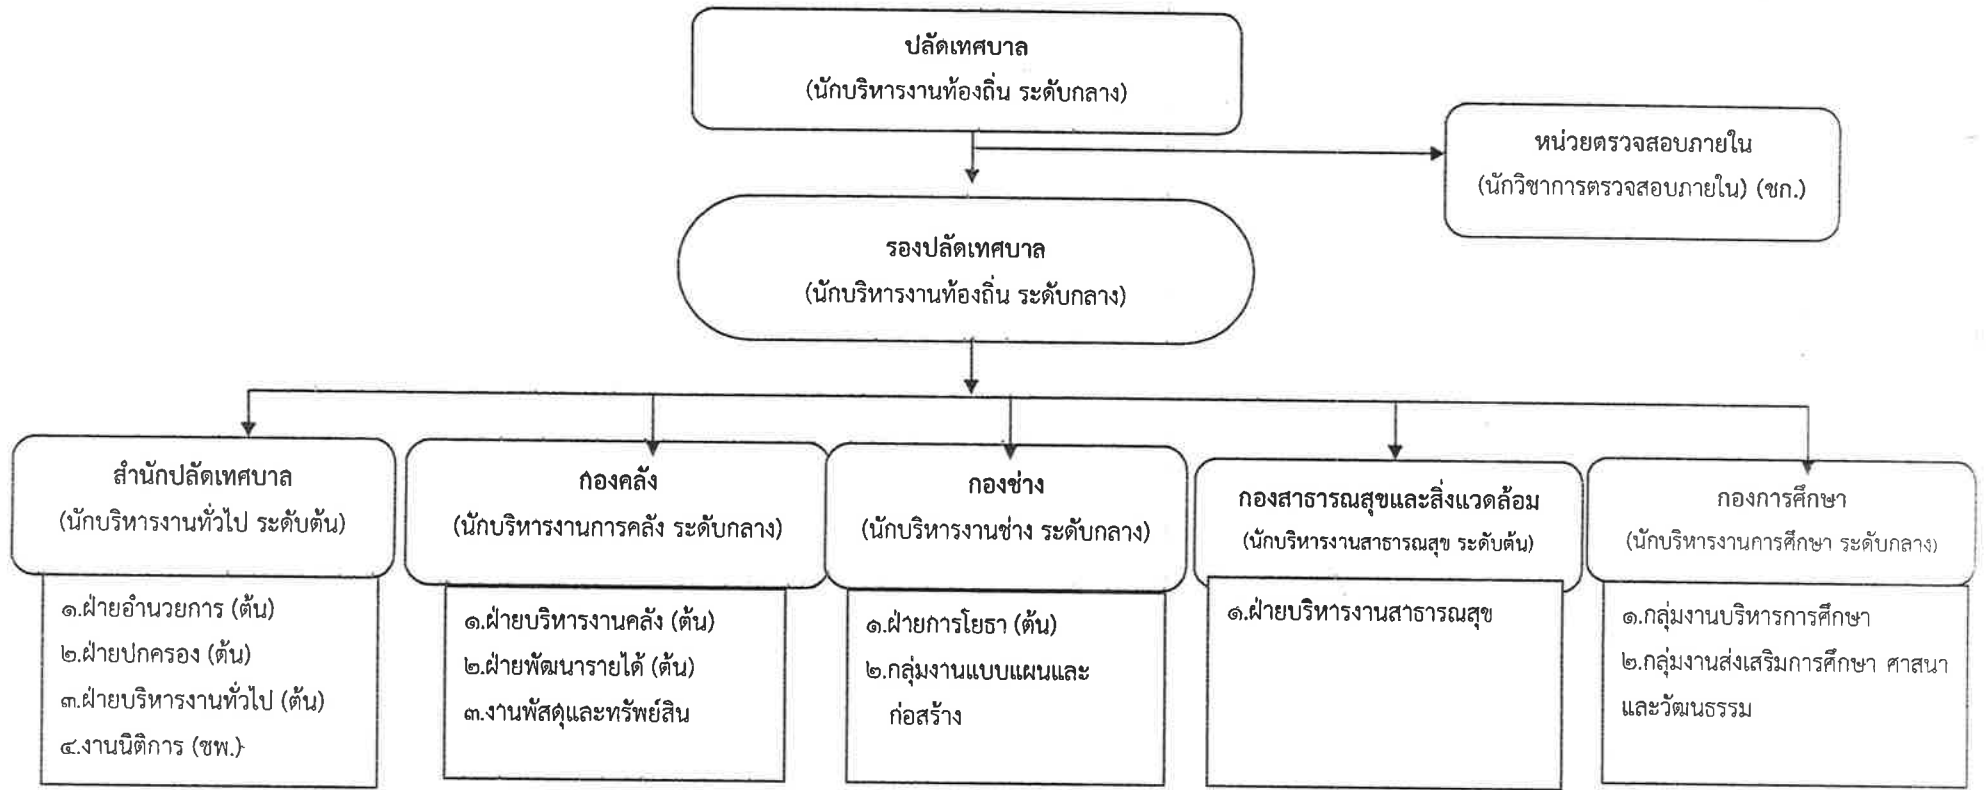 ปลัดเทศบาล
(นักบริหารงานท้องถิ่น ระดับกลาง)
หน่วยตรวจสอบภายใน
(นักวิชาการตรวจสอบภายใน) (ชก.)
รองปลัดเทศบาล
(นักบริหารงานท้องถิ่น ระดับกลาง)
สำนักปลัดเทศบาล
(นักบริหารงานทั่วไป ระดับต้น)
๑.ฝ่ายอำนวยการ (ต้น)
๒.ฝ่ายปกครอง (ต้น)
๓.ฝ่ายบริหารงานทั่วไป (ต้น)
๔.งานนิติการ (ชพ.)
กองคลัง
(นักบริหารงานการคลัง ระดับกลาง)
๑.ฝ่ายบริหารงานคลัง (ต้น)
๒.ฝ่ายพัฒนารายได้ (ต้น)
๓.งานพัสดุและทรัพย์สิน
กองช่าง
(นักบริหารงานช่าง ระดับกลาง)
๑.ฝ่ายการโยธา (ต้น)
๒.กลุ่มงานแบบแผนและ
ก่อสร้าง
กองสาธารณสุขและสิ่งแวดล้อม
(นักบริหารงานสาธารณสุข ระดับต้น)
๑.ฝ่ายบริหารงานสาธารณสุข
กองการศึกษา
(นักบริหารงานการศึกษา ระดับกลาง)
๑.กลุ่มงานบริหารการศึกษา
๒.กลุ่มงานส่งเสริมการศึกษา ศาสนา
และวัฒนธรรม